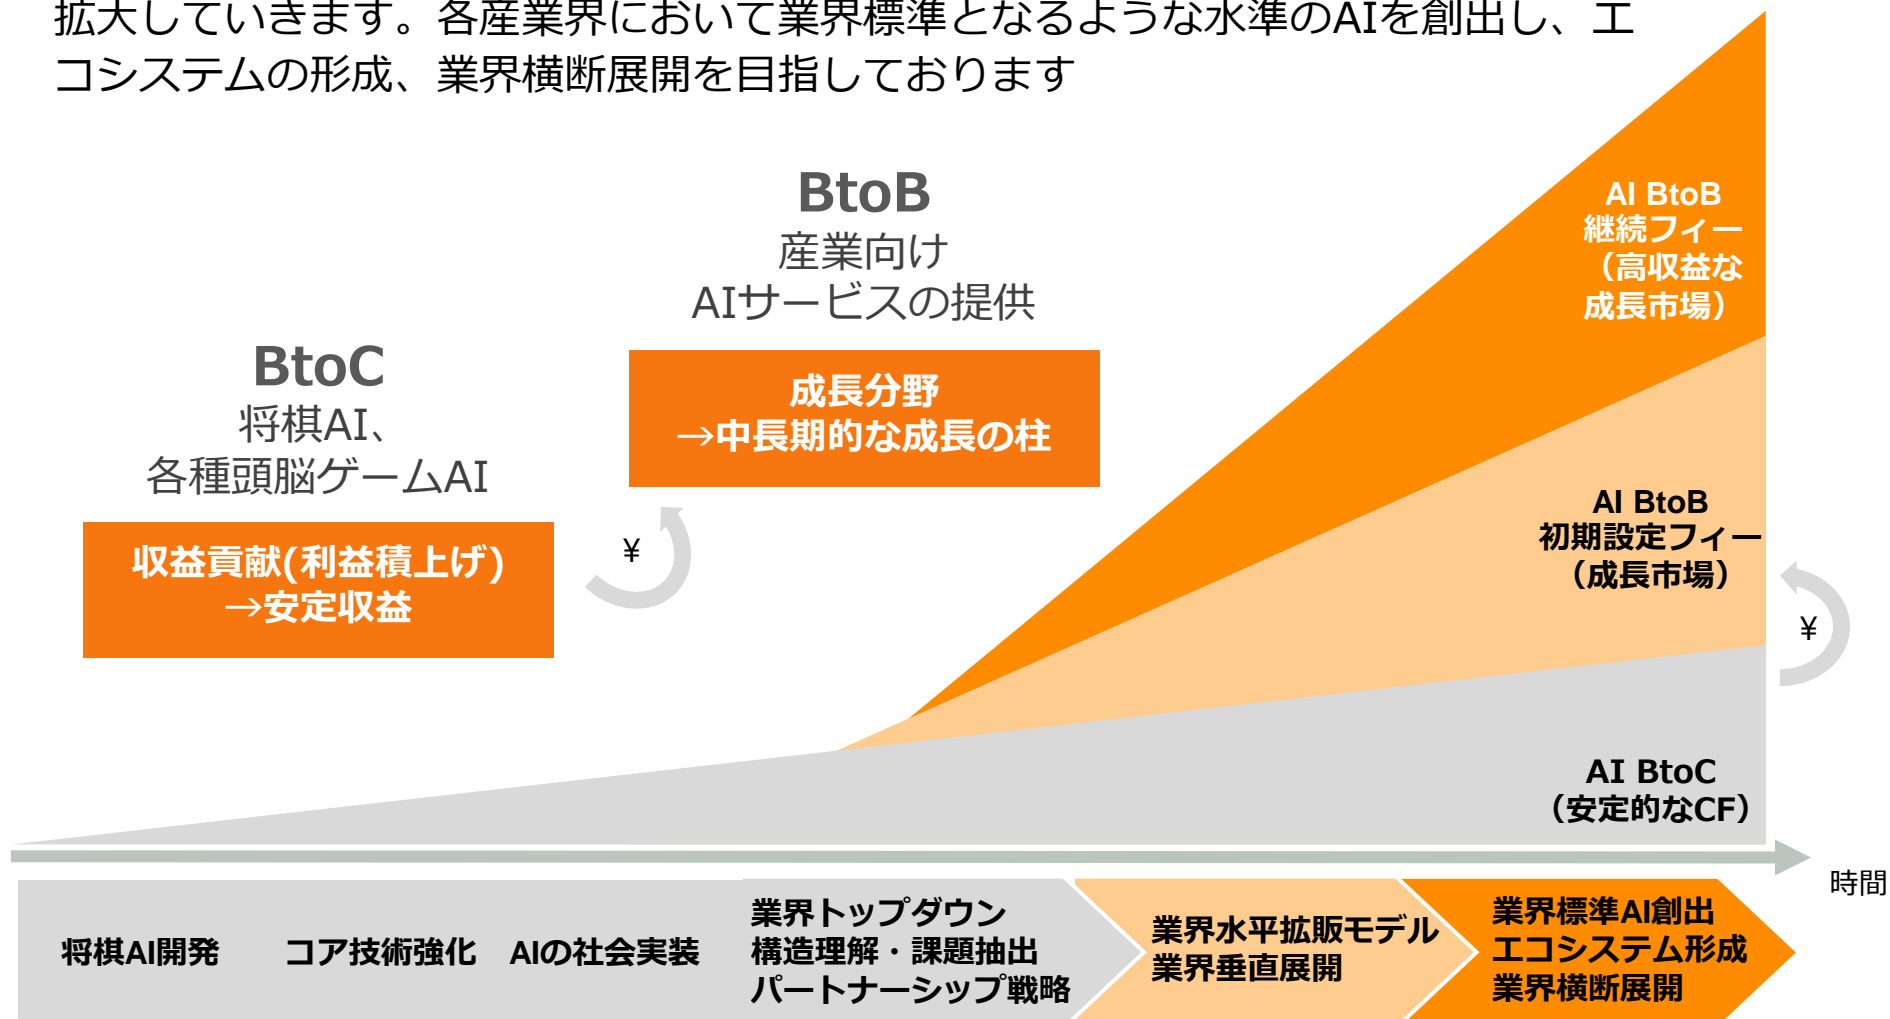 拡大していきます。各産業界において業界標準となるような水準のAIを創出し、エ
コシステムの形成、業界横断展開を目指しております
BtoB
産業向け
AIサービスの提供
成長分野
→中長期的な成長の柱
BtoC
将棋AI、
各種頭脳ゲームAI
収益貢献(利益積上げ)
→安定収益
¥
AI BtoB
継続フィー
（高収益な
成長市場）
AI BtoB
初期設定フィー
（成長市場）
¥
AI BtoC
（安定的なCF）
時間
将棋AI開発
コア技術強化
AIの社会実装
業界トップダウン
構造理解・課題抽出
パートナーシップ戦略
業界水平拡販モデル
業界垂直展開
業界標準AI創出
エコシステム形成
業界横断展開